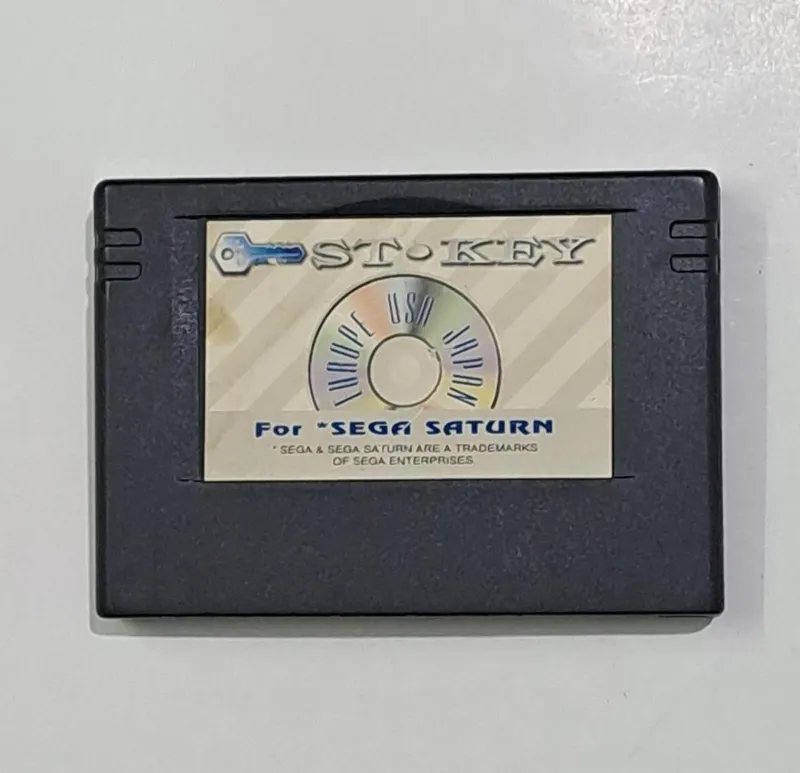 ST•KEY
EUROPE USA JAPAN
For *SEGA SATURN
* SEGA & SEGA SATURN ARE A TRADEMARKS
OF SEGA ENTERPRISES